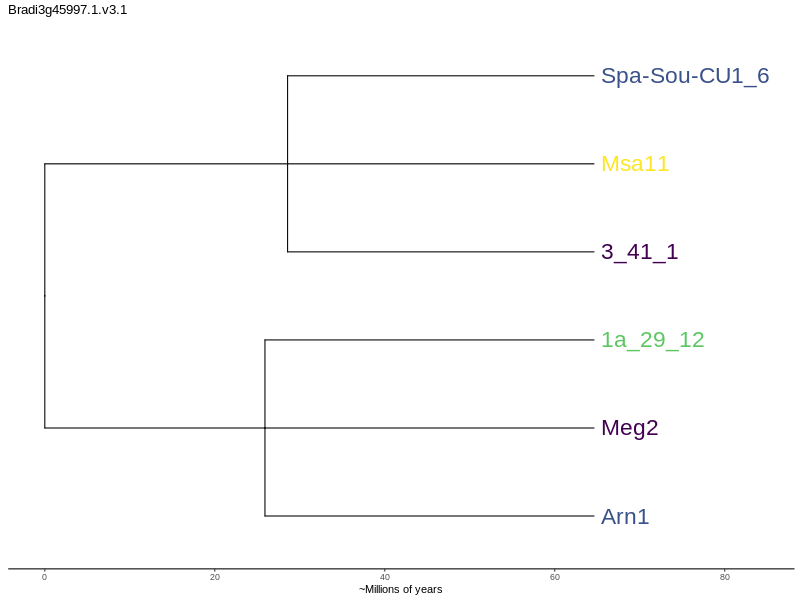 Bradi3g45997.1.v3.1
Spa-Sou-CU1_6
Msa11
3_41_1
1a_29_12
Meg2
Arn1
0 20 40 60 80
~Millions of years